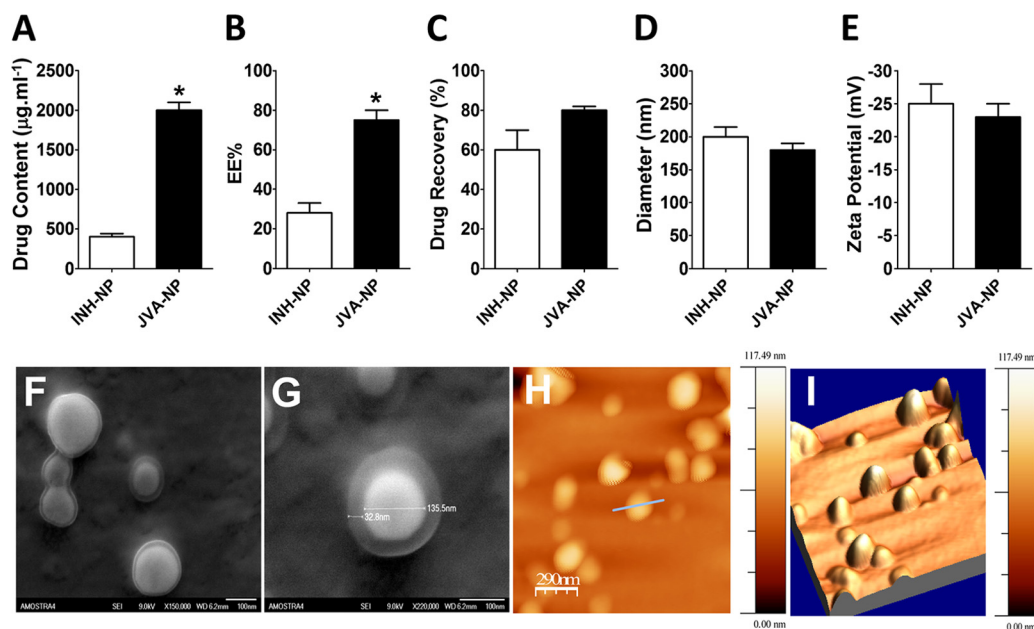 A
Drug Content (µg.ml-1)
2500
2000
1500
1000
500
0
*
INH-NP
JVA-NP
B
EE%
100
80
60
40
20
0
*
INH-NP
JVA-NP
C
Drug Recovery (%)
100
80
60
40
20
0
INH-NP
JVA-NP
D
Diameter (nm)
300
250
200
150
100
50
0
INH-NP
JVA-NP
E
Zeta Potential (mV)
-30
-25
-20
-15
-10
-5
0
INH-NP
JVA-NP
F
AMOSTRA4 SEI 9.0kV X150,000 WD 6.2mm 100nm
G
32.8nm
135.5nm
AMOSTRA4 SEI 9.0kV X220,000 WD 6.2mm 100nm
H
290nm
117.49 nm
0.00 nm
I
117.49 nm
0.00 nm